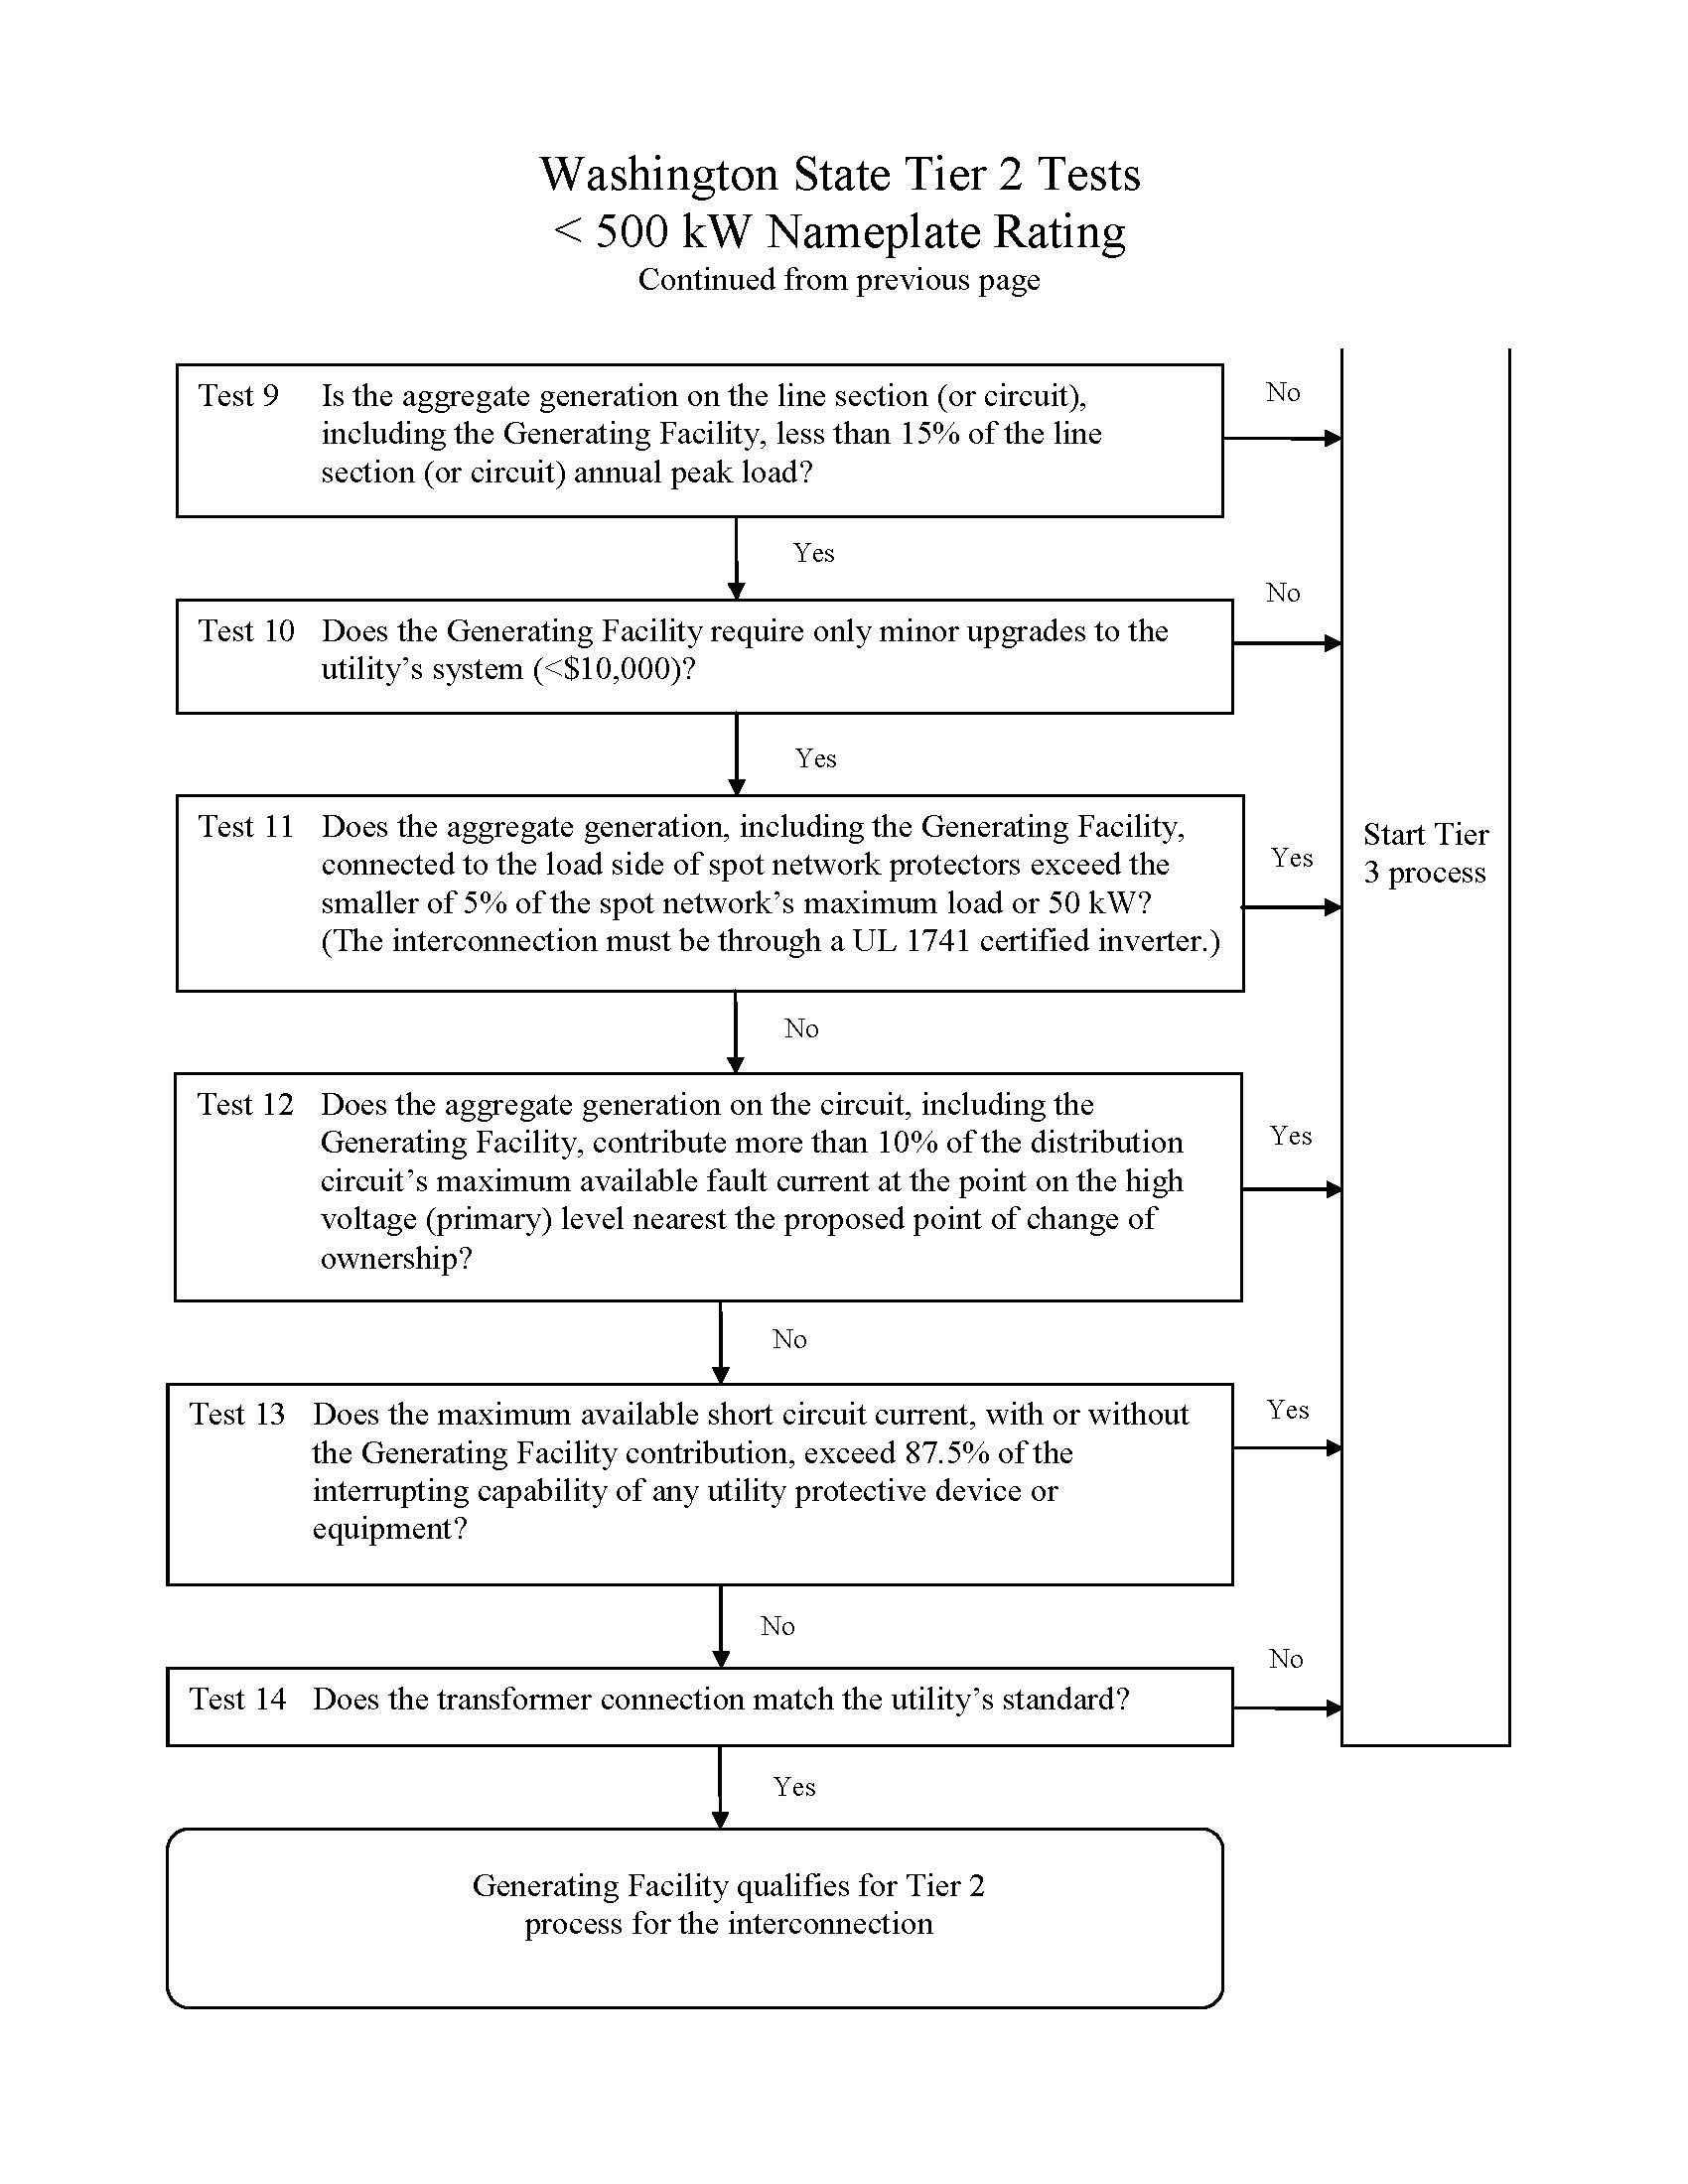 Washington State Tier 2 Tests
< 500 kW Nameplate Rating
Continued from previous page
Test 9 Is the aggregate generation on the line section (or circuit),
including the Generating Facility, less than 15% of the line
section (or circuit) annual peak load?
No
Yes
Test 10 Does the Generating Facility require only minor upgrades to the
utility’s system (<$10,000)?
No
Yes
Test 11 Does the aggregate generation, including the Generating Facility,
connected to the load side of spot network protectors exceed the
smaller of 5% of the spot network’s maximum load or 50 kW?
(The interconnection must be through a UL 1741 certified inverter.)
Yes
Start Tier
3 process
No
Test 12 Does the aggregate generation on the circuit, including the
Generating Facility, contribute more than 10% of the distribution
circuit’s maximum available fault current at the point on the high
voltage (primary) level nearest the proposed point of change of
ownership?
Yes
No
Test 13 Does the maximum available short circuit current, with or without
the Generating Facility contribution, exceed 87.5% of the
interrupting capability of any utility protective device or
equipment?
Yes
No
Test 14 Does the transformer connection match the utility’s standard?
No
Yes
Generating Facility qualifies for Tier 2
process for the interconnection